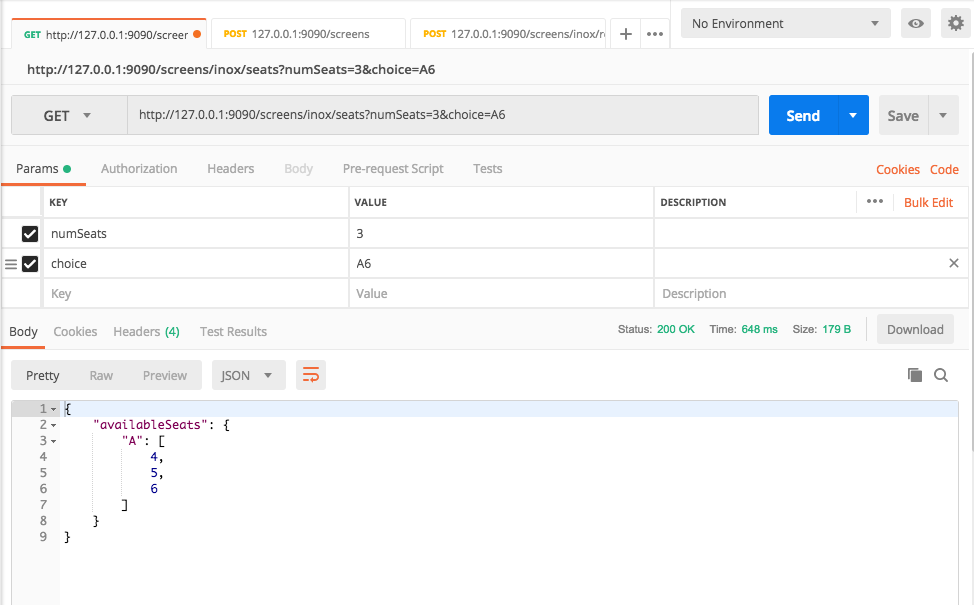 GET http://127.0.0.1:9090/screer POST 127.0.0.1:9090/screens POST 127.0.0.1:9090/screens/inox/r + ••• No Environment
http://127.0.0.1:9090/screens/inox/seats?numSeats=3&choice=A6
GET http://127.0.0.1:9090/screens/inox/seats?numSeats=3&choice=A6 Send Save
Params Authorization Headers Body Pre-request Script Tests Cookies Code
KEY VALUE DESCRIPTION ••• Bulk Edit
numSeats 3
choice A6
Key Value Description
Body Cookies Headers (4) Test Results Status: 200 OK Time: 648 ms Size: 179 B Download
Pretty Raw Preview JSON
1 {
2 "availableSeats": {
3 "A": [
4 4,
5 5,
6 6
7 ]
8 }
9 }